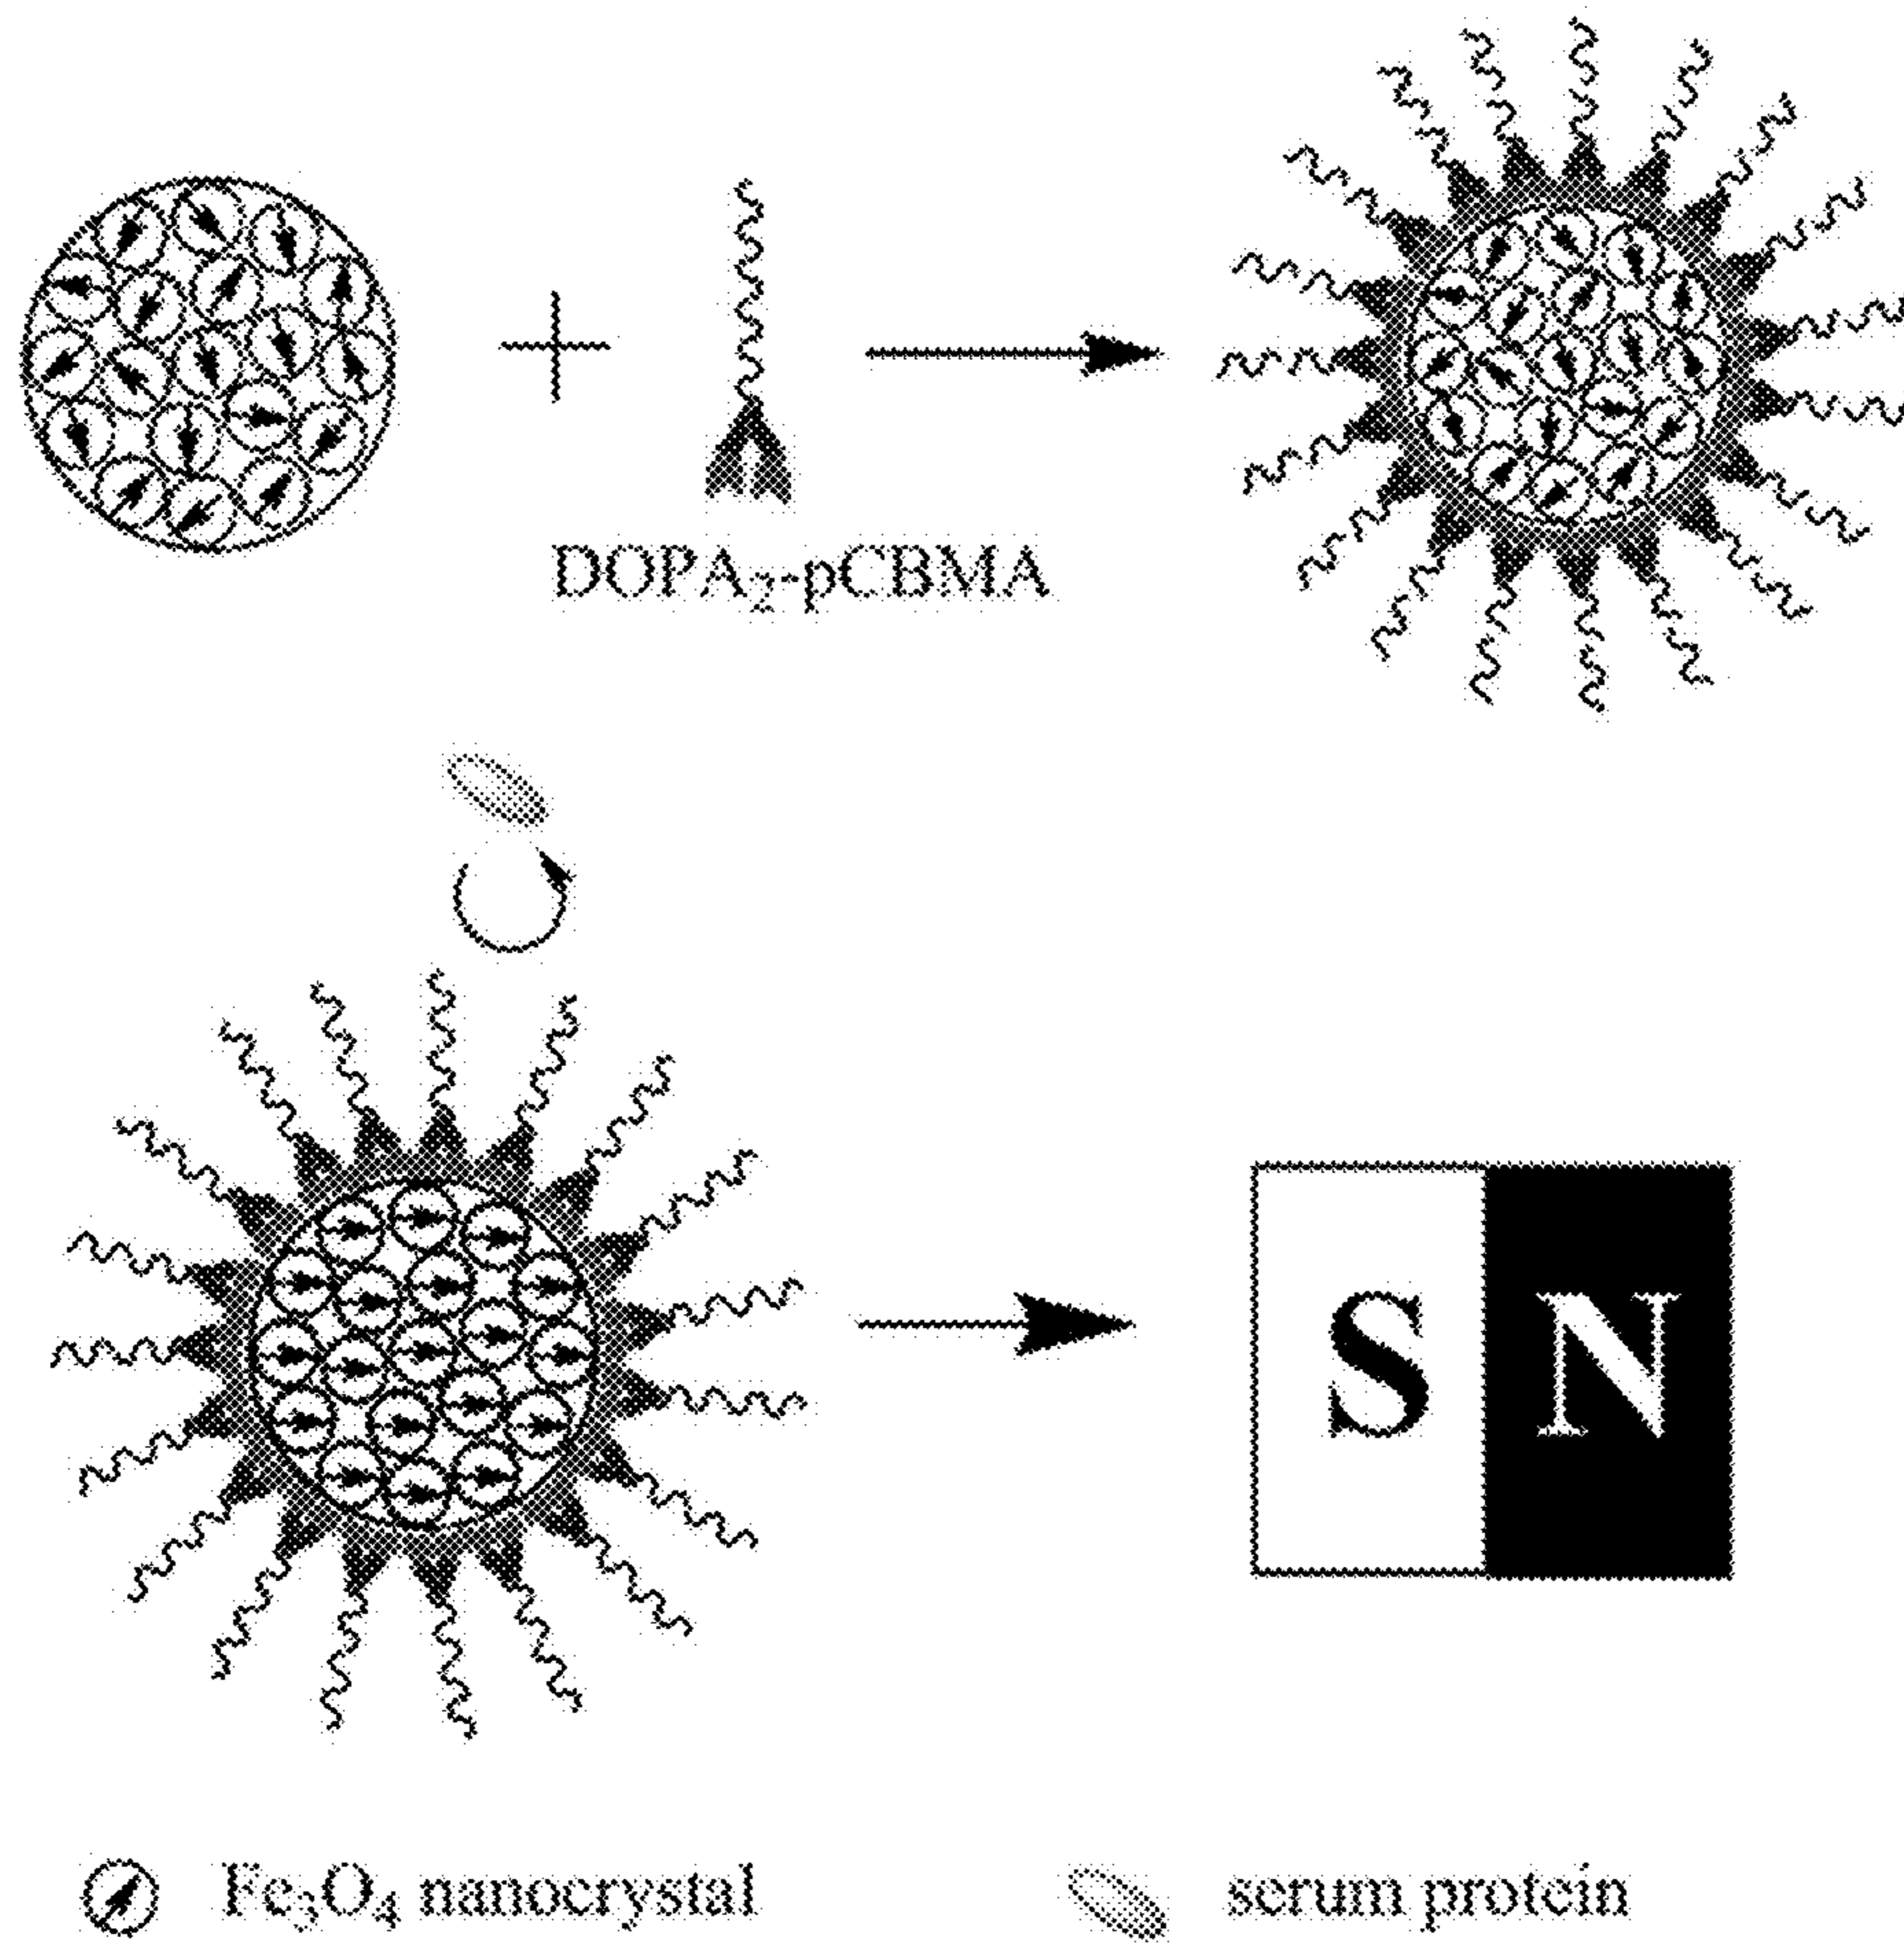 DOPA₂-pCBMA
S N
Fe₃O₄ nanocrystal
serum protein